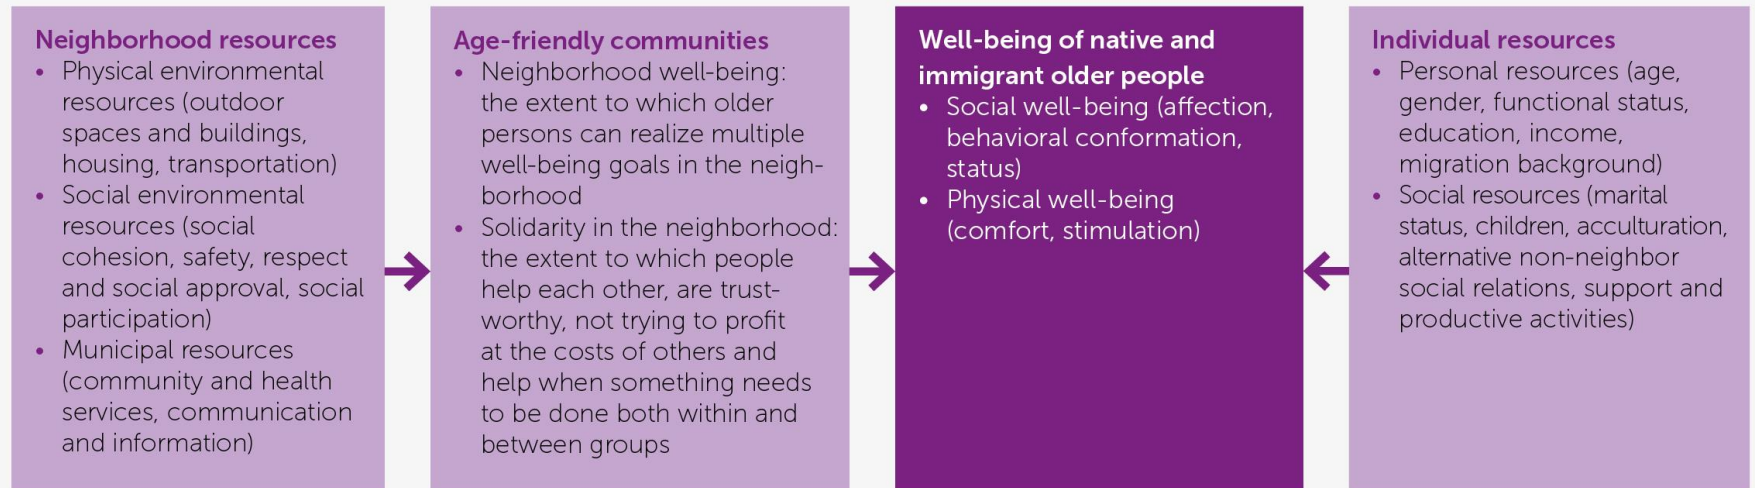 Neighborhood resources
• Physical environmental
resources (outdoor
spaces and buildings,
housing, transportation)
• Social environmental
resources (social
cohesion, safety, respect
and social approval, social
participation)
• Municipal resources
(community and health
services, communication
and information)
Age-friendly communities
• Neighborhood well-being:
the extent to which older
persons can realize multiple
well-being goals in the neigh-
borhood
• Solidarity in the neighborhood:
the extent to which people
help each other, are trust-
worthy, not trying to profit
at the costs of others and
help when something needs
to be done both within and
between groups
Well-being of native and
immigrant older people
• Social well-being (affection,
behavioral conformation,
status)
• Physical well-being
(comfort, stimulation)
Individual resources
• Personal resources (age,
gender, functional status,
education, income,
migration background)
• Social resources (marital
status, children, acculturation,
alternative non-neighbor
social relations, support and
productive activities)